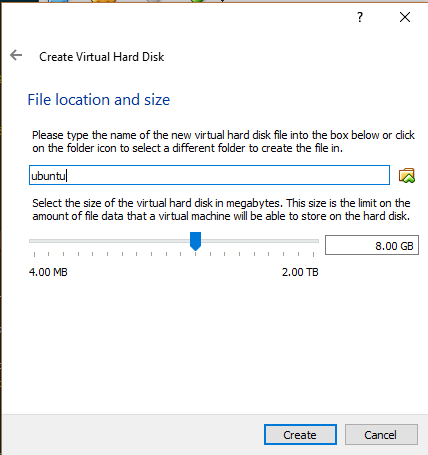 ?
Create Virtual Hard Disk
File location and size
Please type the name of the new virtual hard disk file into the box below or click
on the folder icon to select a different folder to create the file in.
ubuntu
Select the size of the virtual hard disk in megabytes. This size is the limit on the
amount of file data that a virtual machine will be able to store on the hard disk.
8.00 GB
4.00 MB 2.00 TB
Create Cancel